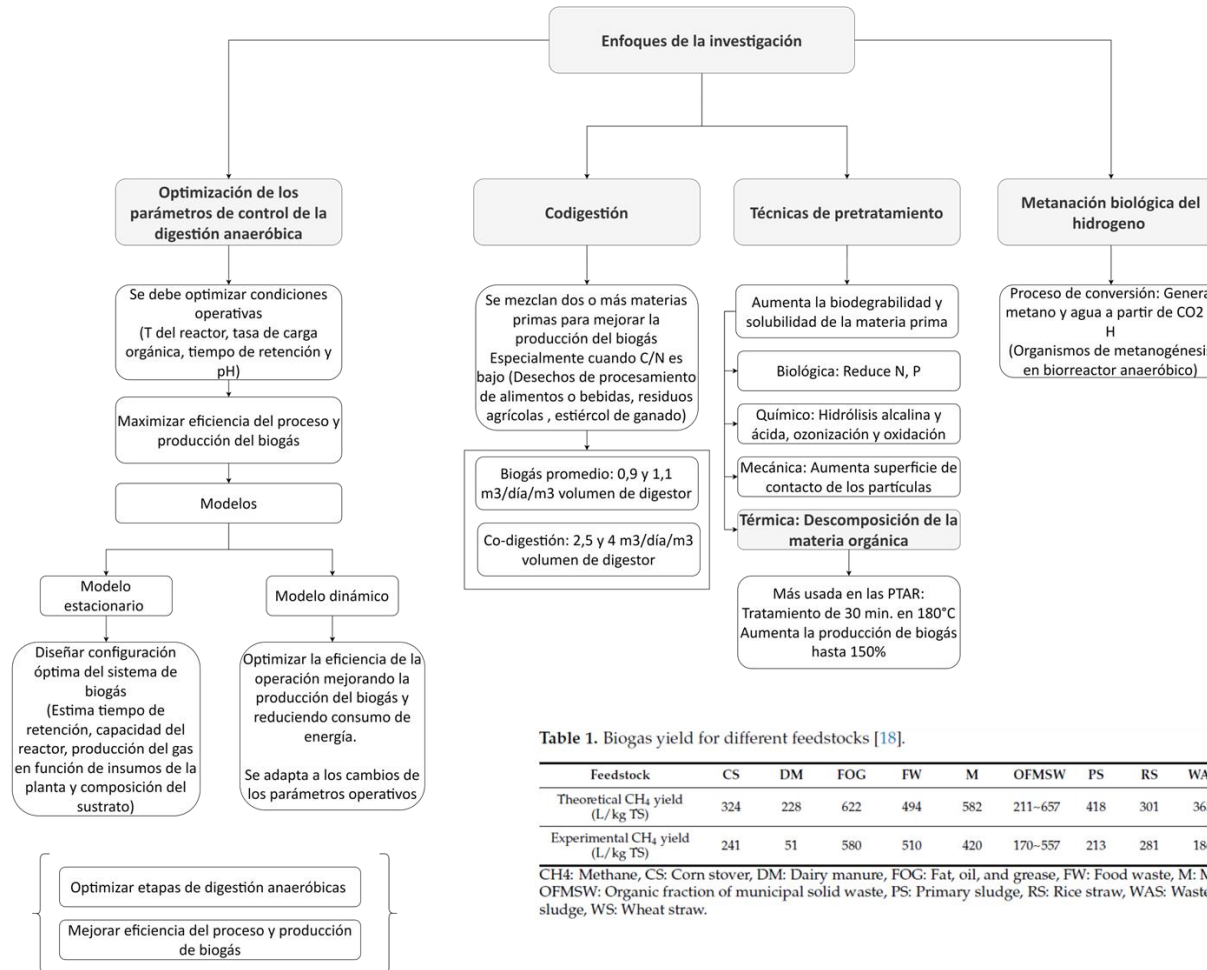 Enfoques de la investigación
Optimización de los
parámetros de control de la
digestión anaeróbica
Se debe optimizar condiciones
operativas
(T del reactor, tasa de carga
orgánica, tiempo de retención y
pH)
Maximizar eficiencia del proceso y
producción del biogás
Modelos
Modelo
estacionario
Diseñar configuración
óptima del sistema de
biogás
(Estima tiempo de
retención, capacidad del
reactor, producción del gas
en función de insumos de la
planta y composición del
sustrato)
Modelo dinámico
Optimizar la eficiencia de la
operación mejorando la
producción del biogás y
reduciendo consumo de
energía.
Se adapta a los cambios de
los parámetros operativos
Optimizar etapas de digestión anaeróbicas
Mejorar eficiencia del proceso y producción
de biogás
Codigestión
Se mezclan dos o más materias
primas para mejorar la
producción del biogás
Especialmente cuando C/N es
bajo (Desechos de procesamiento
de alimentos o bebidas, residuos
agrícolas , estiércol de ganado)
Biogás promedio: 0,9 y 1,1
m3/día/m3 volumen de digestor
Co-digestión: 2,5 y 4 m3/día/m3
volumen de digestor
Técnicas de pretratamiento
Aumenta la biodegrabilidad y
solubilidad de la materia prima
Biológica: Reduce N, P
Químico: Hidrólisis alcalina y
ácida, ozonización y oxidación
Mecánica: Aumenta superficie de
contacto de los partículas
Térmica: Descomposición de la
materia orgánica
Más usada en las PTAR:
Tratamiento de 30 min. en 180°C
Aumenta la producción de biogás
hasta 150%
Metanación biológica del
hidrogeno
Proceso de conversión: Genera
metano y agua a partir de CO2
H
(Organismos de metanogénesis
en biorreactor anaeróbico)
Table 1. Biogas yield for different feedstocks [18].
Feedstock CS DM FOG FW M OFMSW PS RS
Theoretical CH₄ yield
(L/kg TS) 324 228 622 494 582 211~657 418 301
Experimental CH₄ yield
(L/kg TS) 241 51 580 510 420 170~557 213 281
CH4: Methane, CS: Corn stover, DM: Dairy manure, FOG: Fat, oil, and grease, FW: Food waste, M:
OFMSW: Organic fraction of municipal solid waste, PS: Primary sludge, RS: Rice straw, WAS: Waste
sludge, WS: Wheat straw.